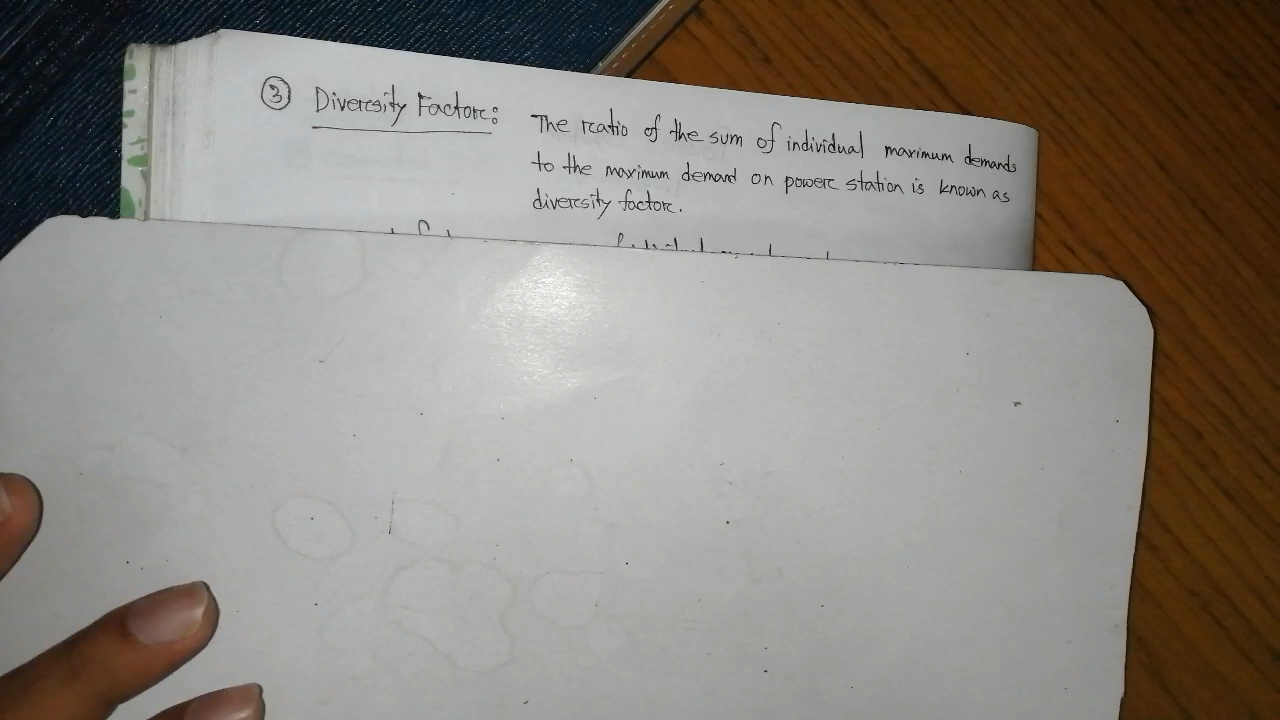 ③ Diversity Factor: The ratio of the sum of individual maximum demands
to the maximum demand on power station is known as
diversity factor.